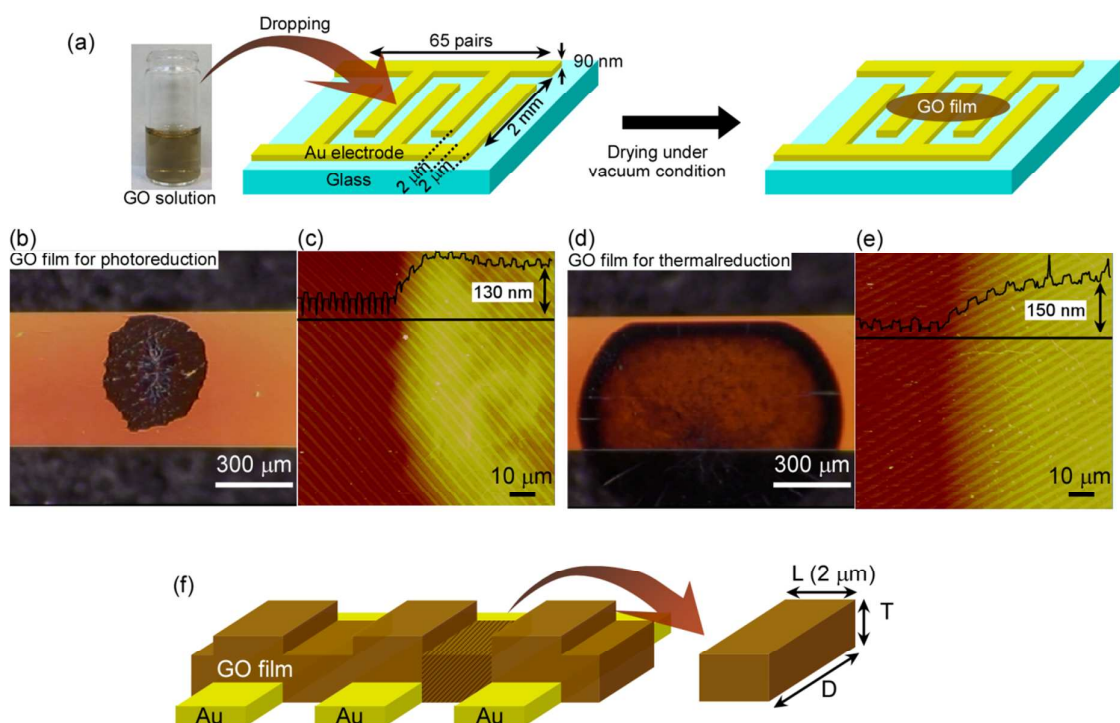 (a)
Dropping
65 pairs
90 nm
2 mm
Au electrode
Glass
2 μm
2 μm
GO solution
Drying under
vacuum condition
GO film
(b)
GO film for photoreduction
300 μm
(c)
130 nm
10 μm
(d)
GO film for thermalreduction
300 μm
(e)
150 nm
10 μm
(f)
GO film
Au
Au
Au
L (2 μm)
T
D